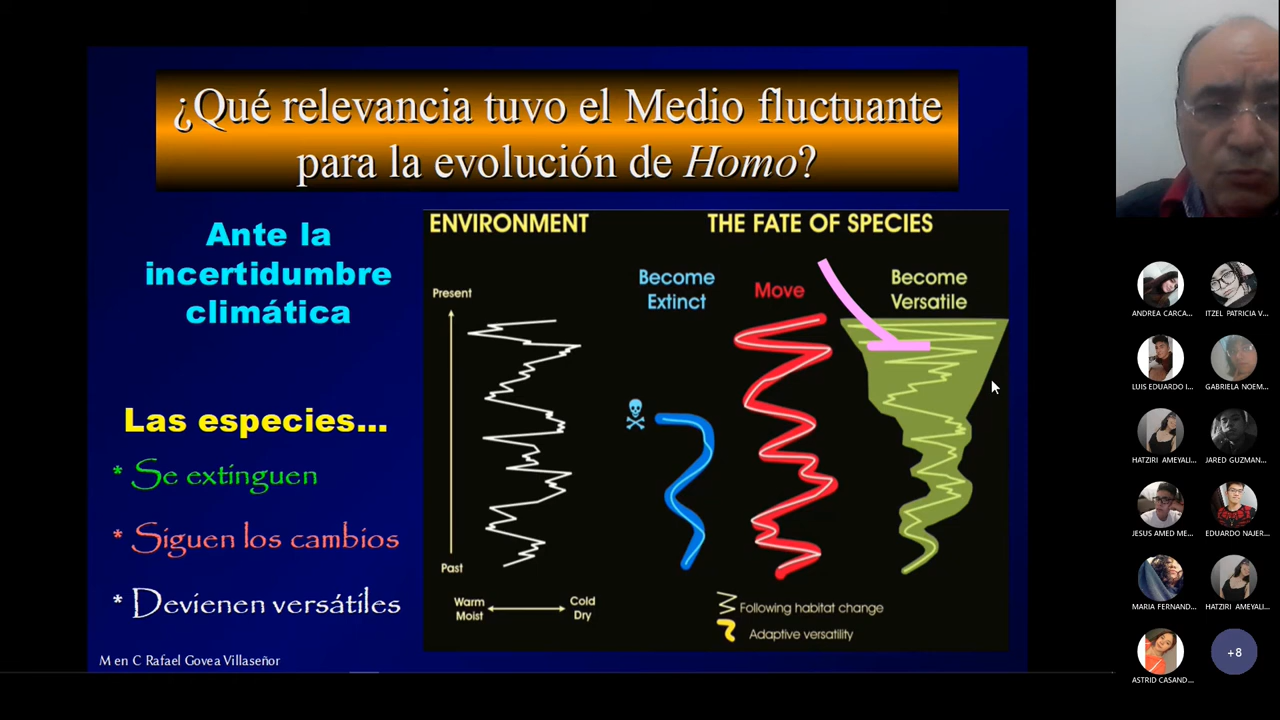 ¿Qué relevancia tuvo el Medio fluctuante
para la evolución de Homo?
Ante la
incertidumbre
climática
Las especies...
* Se extinguen
* Siguen los cambios
* Devienen versátiles
M en C Rafael Govea Villaseñor
ENVIRONMENT
THE FATE OF SPECIES
Become
Extinct
Move
Become
Versatile
Present
Past
Warm
Moist
Cold
Dry
Following habitat change
Adaptive versatility
ANDREA CARCA...
ITZEL PATRICIA V...
LUIS EDUARDO I...
GABRIELA NOEM...
HATZIRI AMEYALI...
JARED GUZMAN...
JESUS AMED ME...
EDUARDO NAJER...
MARIA FERNAND...
HATZIRI AMEYALI...
ASTRID CASAND...
+8